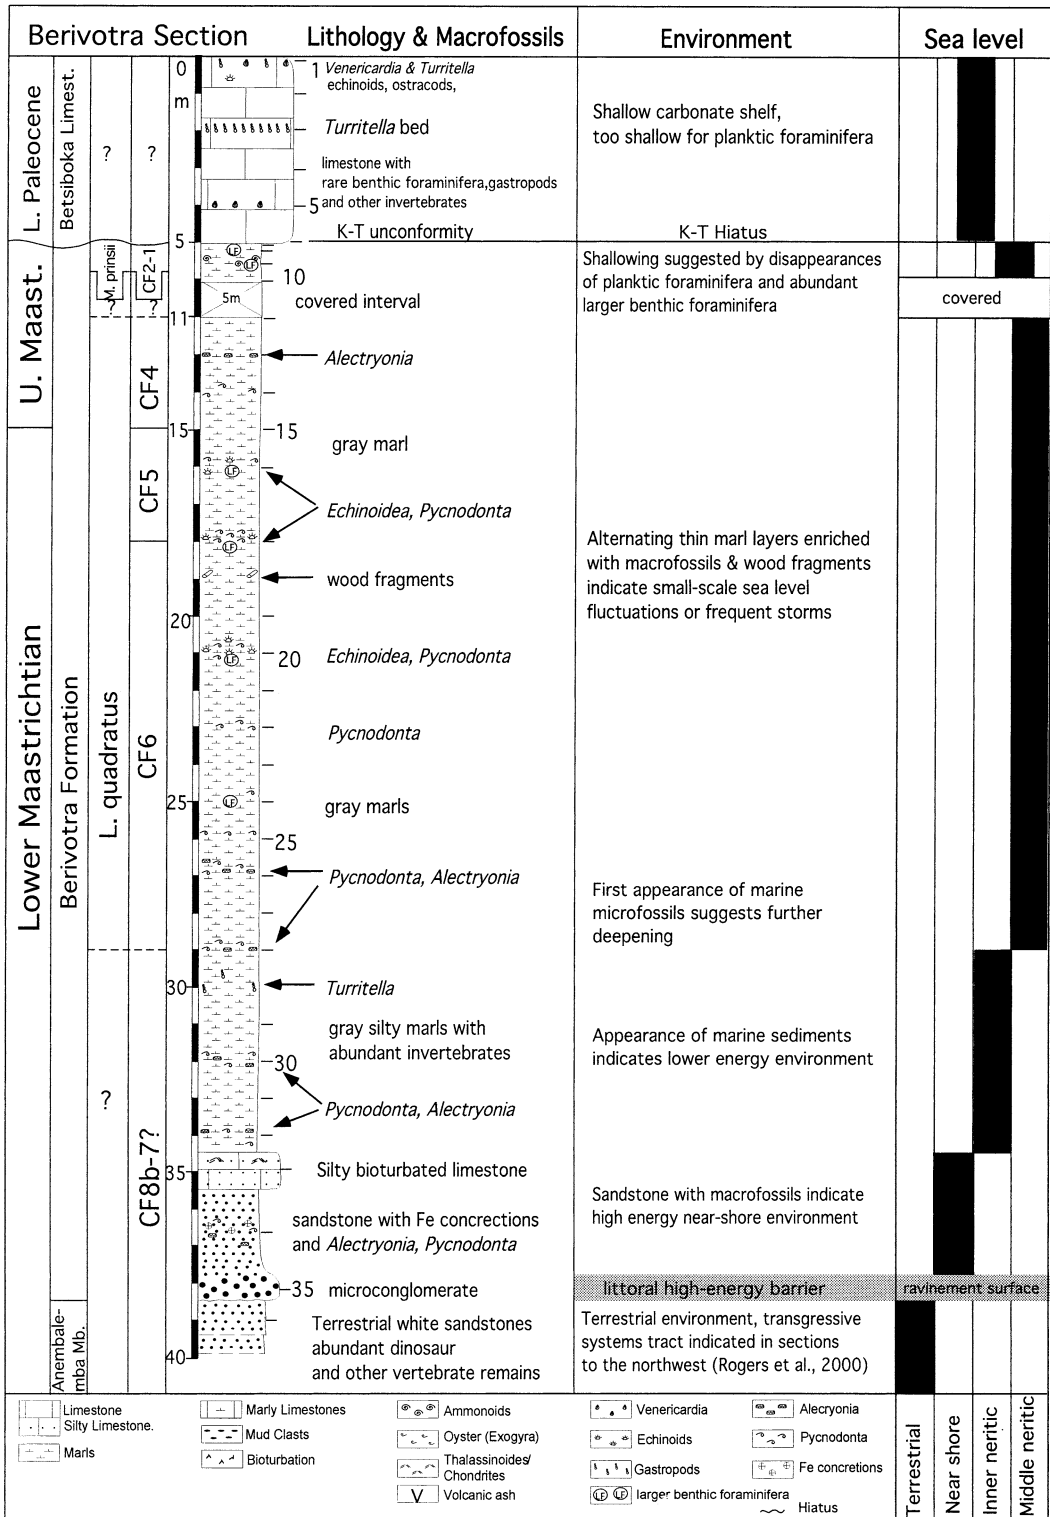 Berivotra Section
Lithology & Macrofossils
Environment
Sea level
L. Paleocene
Betsiboka Limest.
?
?
0
m
1 Venericardia & Turritella
echinoids, ostracods,
Turritella bed
limestone with
rare benthic foraminifera,gastropods
5 and other invertebrates
K-T unconformity
Shallow carbonate shelf,
too shallow for planktic foraminifera
K-T Hiatus
U. Maast.
M. prinsii
?
CF2-1
?
CF4
5
LF
LF
10
5m
covered interval
11
Alectryonia
Shallowing suggested by disappearances
of planktic foraminifera and abundant
larger benthic foraminifera
covered
Lower Maastrichtian
Berivotra Formation
L. quadratus
?
CF5
CF6
CF8b-7?
15
15
gray marl
LF
Echinoidea, Pycnodonta
LF
wood fragments
20
LF
20
Echinoidea, Pycnodonta
Pycnodonta
25
LF
gray marls
25
Pycnodonta, Alectryonia
30
Turritella
gray silty marls with
abundant invertebrates
30
Pycnodonta, Alectryonia
35
Silty bioturbated limestone
sandstone with Fe concrections
and Alectryonia, Pycnodonta
35
microconglomerate
Alternating thin marl layers enriched
with macrofossils & wood fragments
indicate small-scale sea level
fluctuations or frequent storms
First appearance of marine
microfossils suggests further
deepening
Appearance of marine sediments
indicates lower energy environment
Sandstone with macrofossils indicate
high energy near-shore environment
littoral high-energy barrier
ravinement surface
Anembale-
mba Mb.
40
Terrestrial white sandstones
abundant dinosaur
and other vertebrate remains
Terrestrial environment, transgressive
systems tract indicated in sections
to the northwest (Rogers et al., 2000)
Limestone
Silty Limestone.
Marls
Marly Limestones
Mud Clasts
Bioturbation
Ammonoids
Oyster (Exogyra)
Thalassinoides/
Chondrites
V Volcanic ash
Venericardia
Echinoids
Gastropods
LF LF larger benthic foraminifera
Alecryonia
Pycnodonta
Fe concretions
Hiatus
Terrestrial
Near shore
Inner neritic
Middle neritic